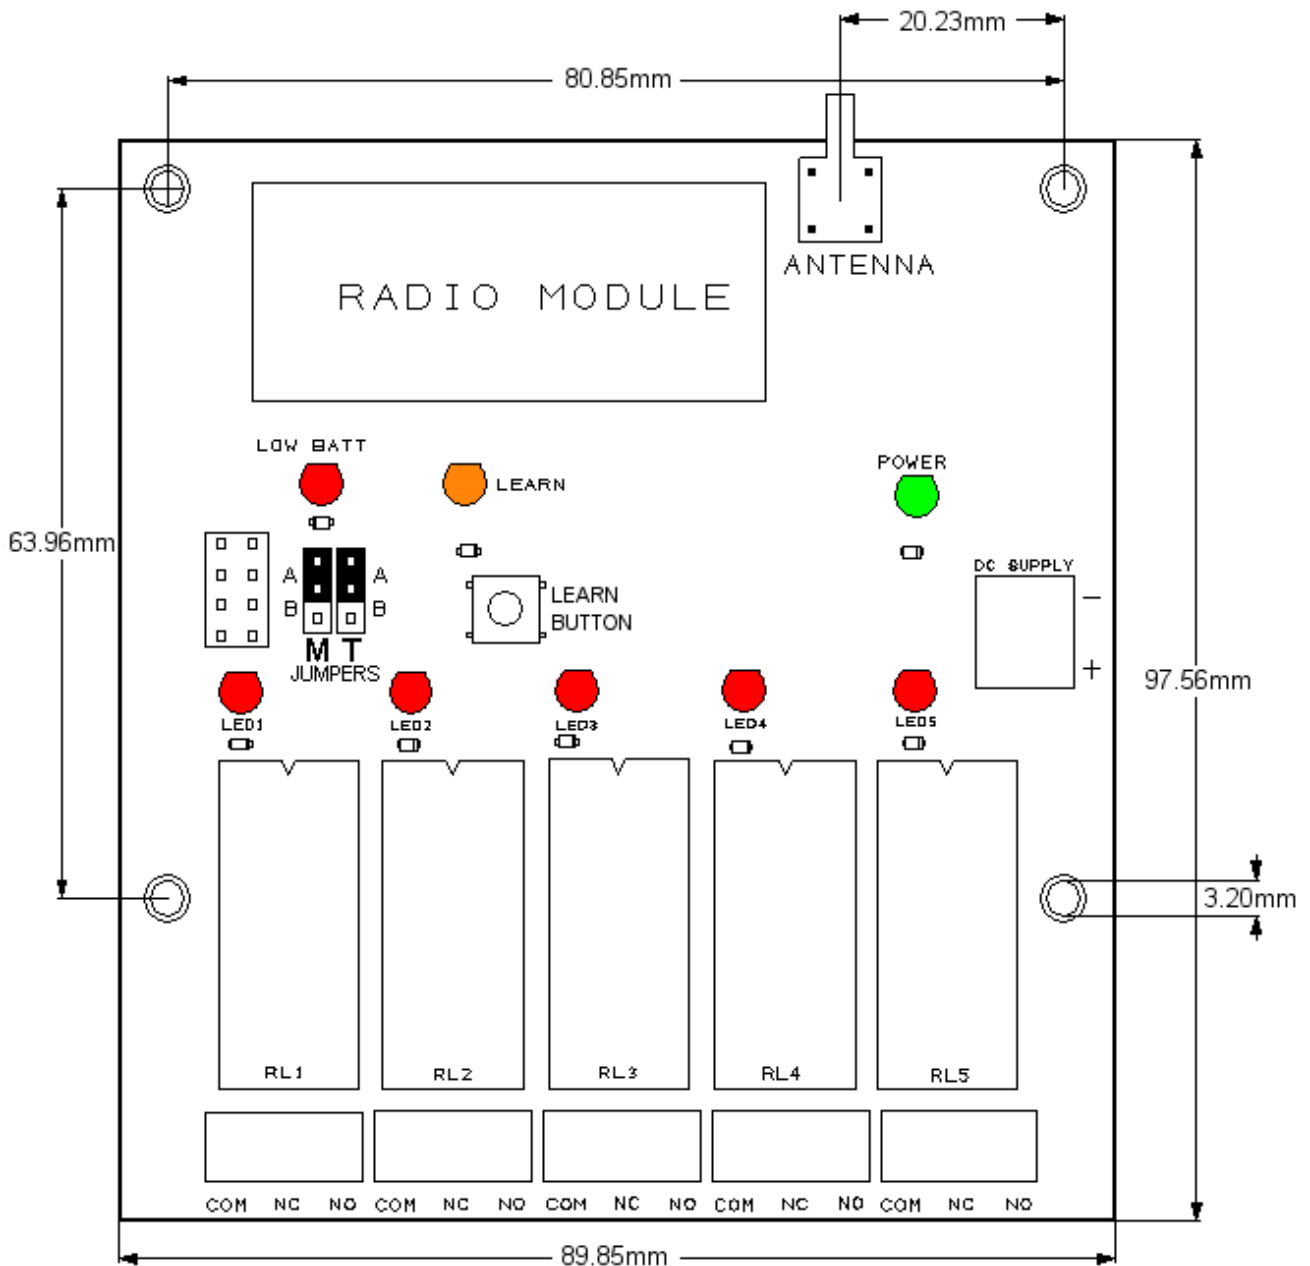 20.23mm
80.85mm
ANTENNA
RADIO MODULE
LOW BATT
LEARN
POWER
63.96mm
DC SUPPLY
A A
B B
LEARN
BUTTON
−
+
M T
JUMPERS
97.56mm
LED1 LED2 LED3 LED4 LED5
3.20mm
RL1 RL2 RL3 RL4 RL5
COM NC NO COM NC NO COM NC NO COM NC NO COM NC NO
89.85mm